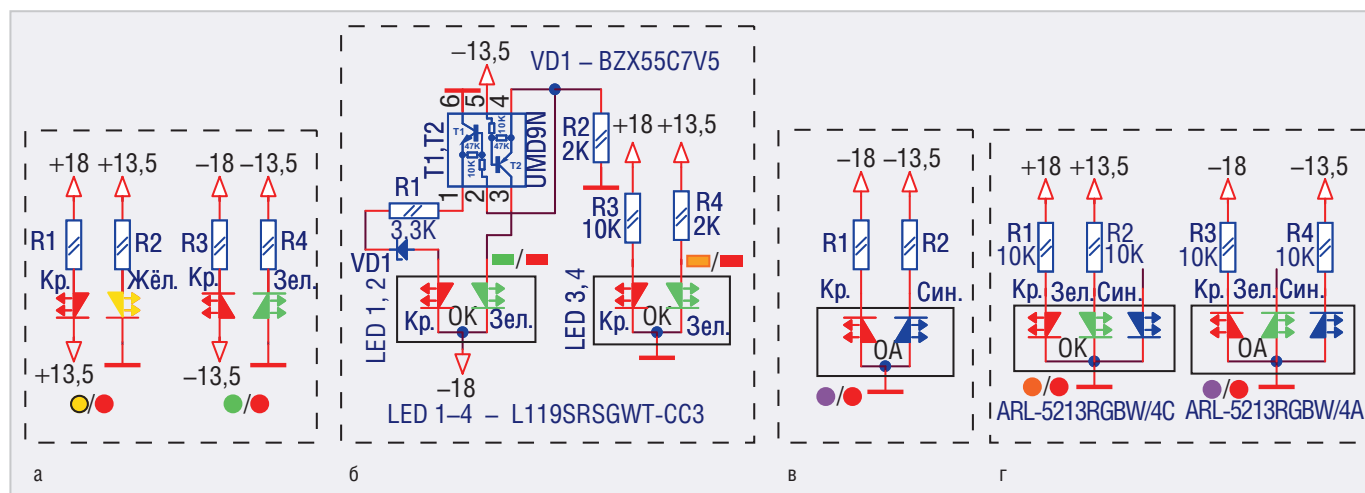 +18 +13,5 –18 –13,5
R1 R2 R3 R4
Кр. Жёл. Кр. Зел.
+13,5 –13,5
а
–13,5
VD1 – BZX55C7V5
6 5 4
T1,T2
T1 47K 10K
10K 47K T2
UMD9N
1 2 3
R1
3,3K
VD1
R2
2K
+18 +13,5
R3
10K
R4
2K
LED 1, 2
Кр. OK Зел.
–18
LED 3,4
Кр. OK Зел.
LED 1–4 – L119SRSGWT-CC3
б
–18 –13,5
R1 R2
Кр. Син.
OA
в
+18 +13,5 –18 –13,5
R1
10K
R2
10K
R3
10K
R4
10K
Кр. Зел. Син. Кр. Зел. Син.
OK OA
ARL-5213RGBW/4C ARL-5213RGBW/4A
г